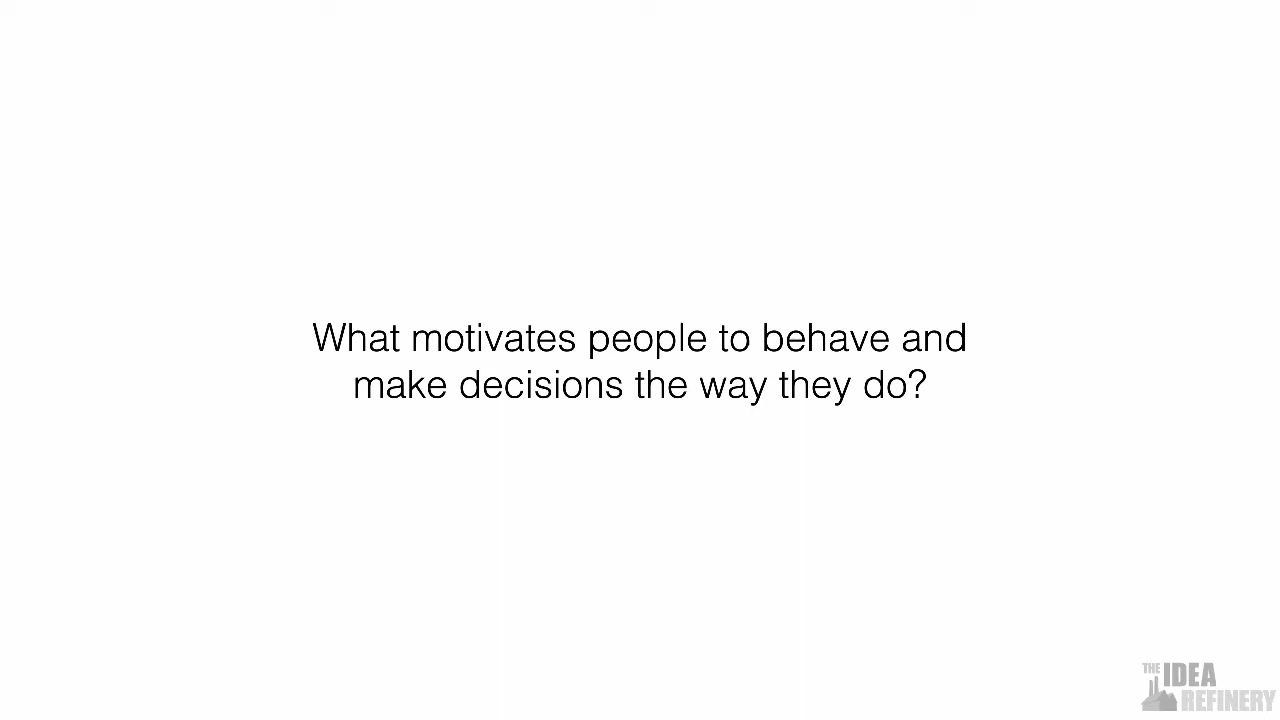 What motivates people to behave and
make decisions the way they do?
THE IDEA
REFINERY